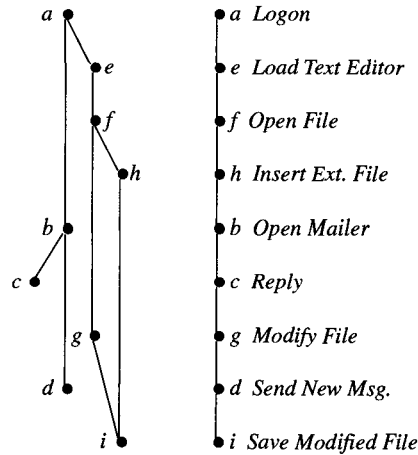 a a Logon
e e Load Text Editor
f f Open File
h h Insert Ext. File
b b Open Mailer
c c Reply
g g Modify File
d d Send New Msg.
i i Save Modified File